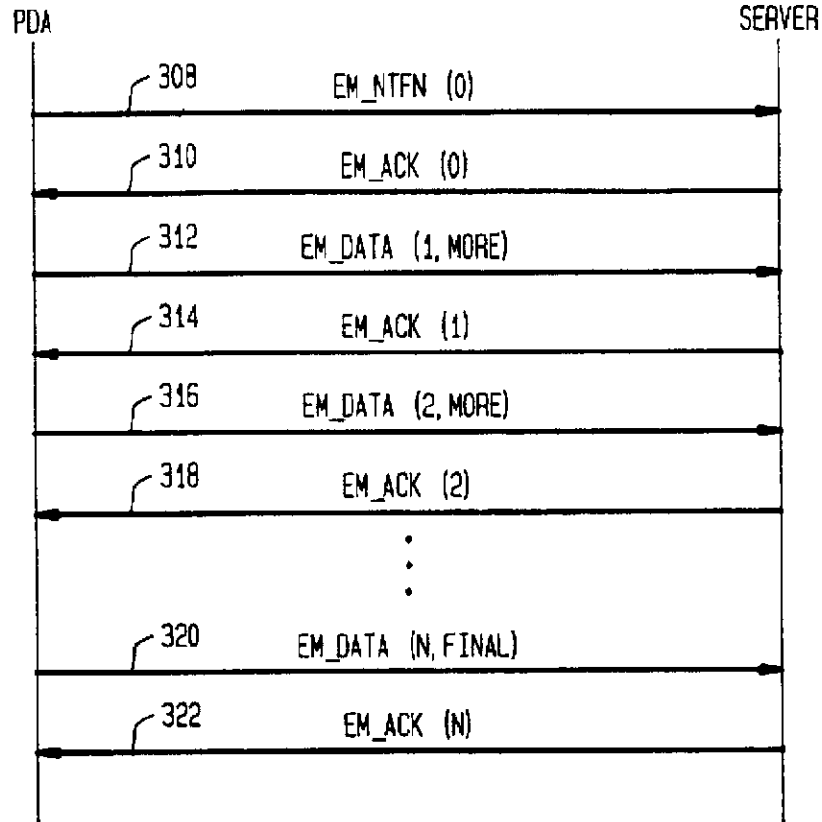 PDA SERVER
308 EM_NTFN (0)
310 EM_ACK (0)
312 EM_DATA (1, MORE)
314 EM_ACK (1)
316 EM_DATA (2, MORE)
318 EM_ACK (2)
320 EM_DATA (N, FINAL)
322 EM_ACK (N)